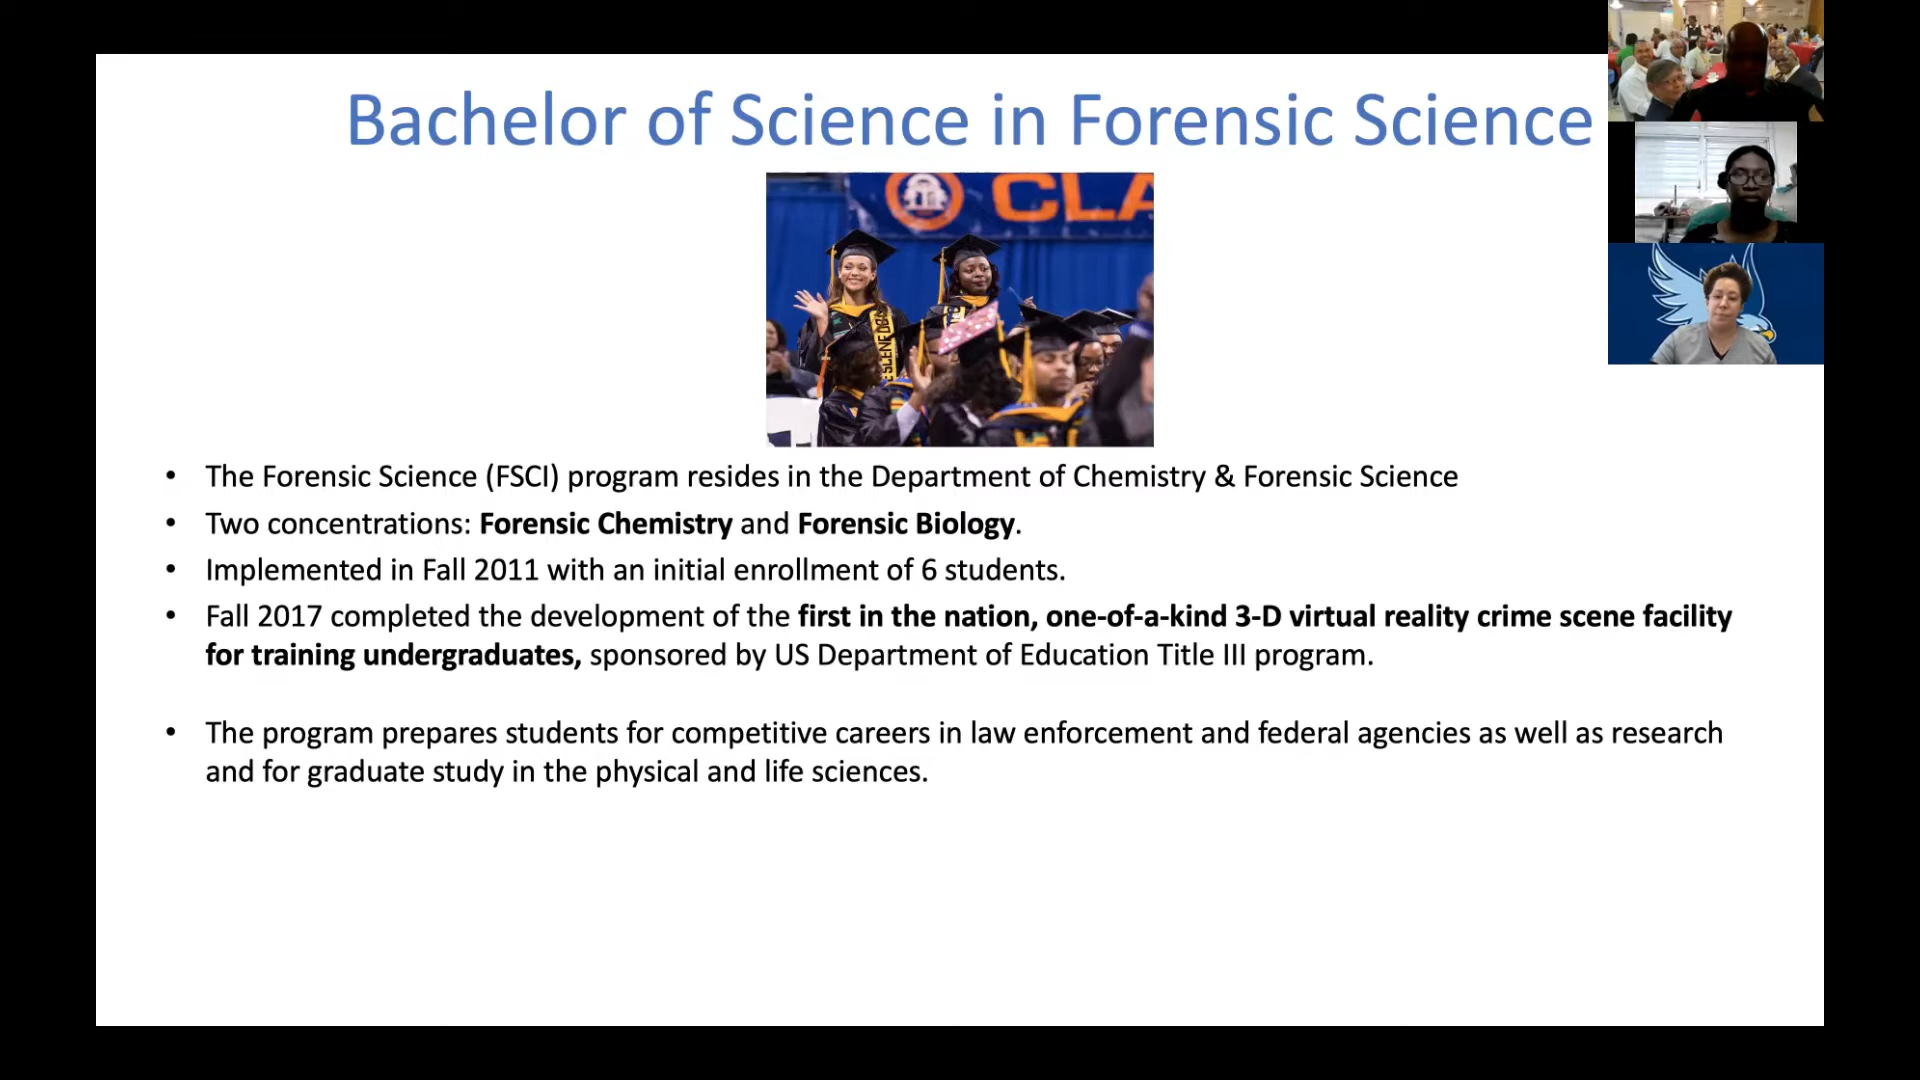 Bachelor of Science in Forensic Science
CLA
• The Forensic Science (FSCI) program resides in the Department of Chemistry & Forensic Science
• Two concentrations: Forensic Chemistry and Forensic Biology.
• Implemented in Fall 2011 with an initial enrollment of 6 students.
• Fall 2017 completed the development of the first in the nation, one-of-a-kind 3-D virtual reality crime scene facility
for training undergraduates, sponsored by US Department of Education Title III program.
• The program prepares students for competitive careers in law enforcement and federal agencies as well as research
and for graduate study in the physical and life sciences.